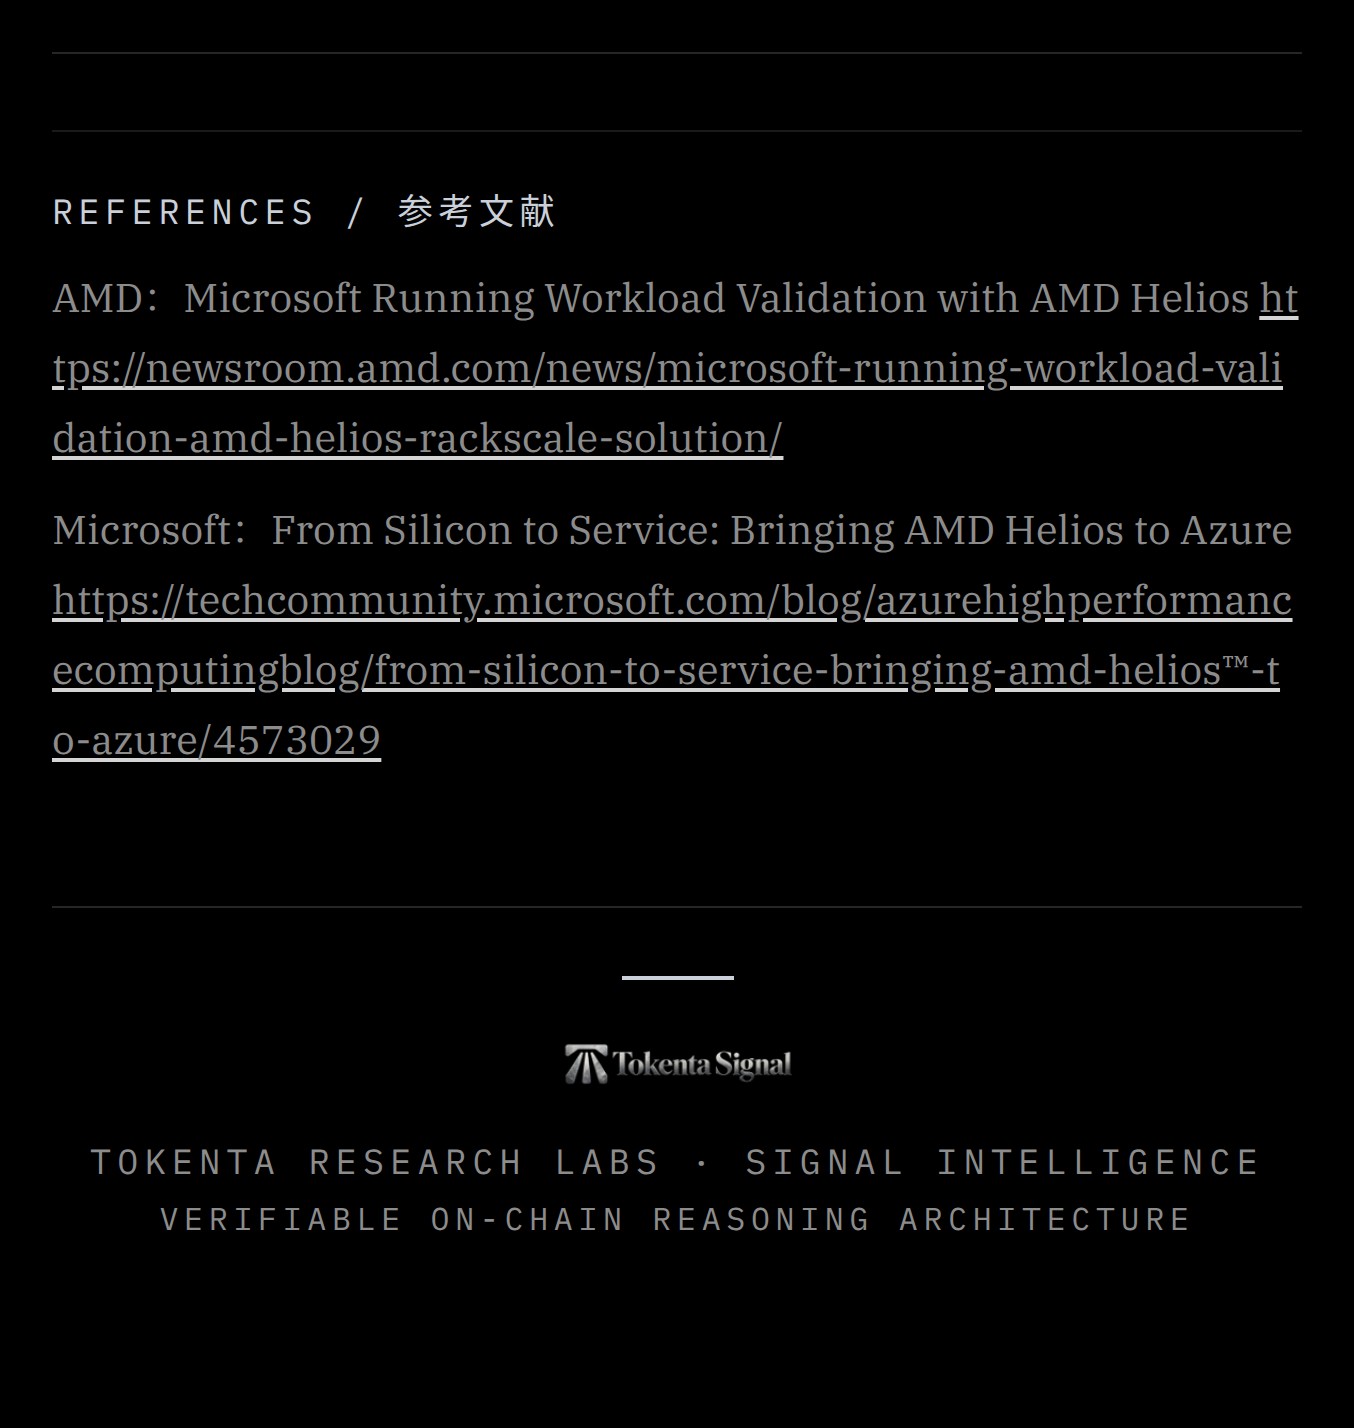 REFERENCES / 参考文献
AMD：Microsoft Running Workload Validation with AMD Helios ht
tps://newsroom.amd.com/news/microsoft-running-workload-vali
dation-amd-helios-rackscale-solution/
Microsoft：From Silicon to Service: Bringing AMD Helios to Azure
https://techcommunity.microsoft.com/blog/azurehighperformanc
ecomputingblog/from-silicon-to-service-bringing-amd-helios™-t
o-azure/4573029
Tokenta Signal
TOKENTA RESEARCH LABS · SIGNAL INTELLIGENCE
VERIFIABLE ON-CHAIN REASONING ARCHITECTURE